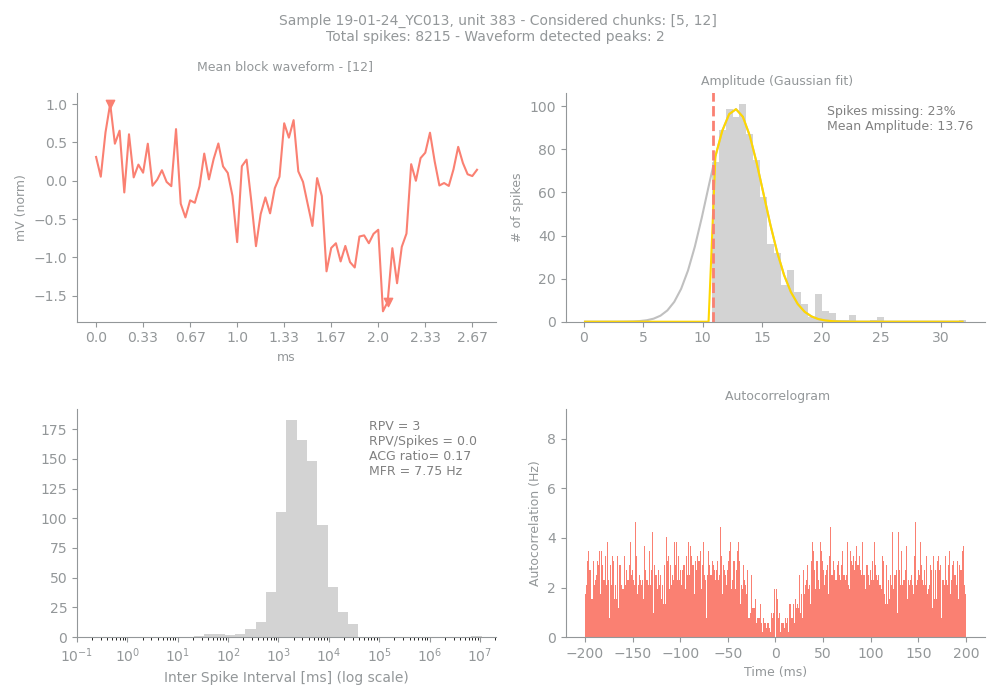 Sample 19-01-24_YC013, unit 383 - Considered chunks: [5, 12]
Total spikes: 8215 - Waveform detected peaks: 2
Mean block waveform - [12]
1.0
0.5
0.0
−0.5
−1.0
−1.5
mV (norm)
0.0 0.33 0.67 1.0 1.33 1.67 2.0 2.33 2.67
ms
Amplitude (Gaussian fit)
Spikes missing: 23%
Mean Amplitude: 13.76
100
80
60
40
20
0
# of spikes
0 5 10 15 20 25 30
RPV = 3
RPV/Spikes = 0.0
ACG ratio= 0.17
MFR = 7.75 Hz
175
150
125
100
75
50
25
0
10⁻¹ 10⁰ 10¹ 10² 10³ 10⁴ 10⁵ 10⁶ 10⁷
Inter Spike Interval [ms] (log scale)
Autocorrelogram
8
6
4
2
0
Autocorrelation (Hz)
−200 −150 −100 −50 0 50 100 150 200
Time (ms)